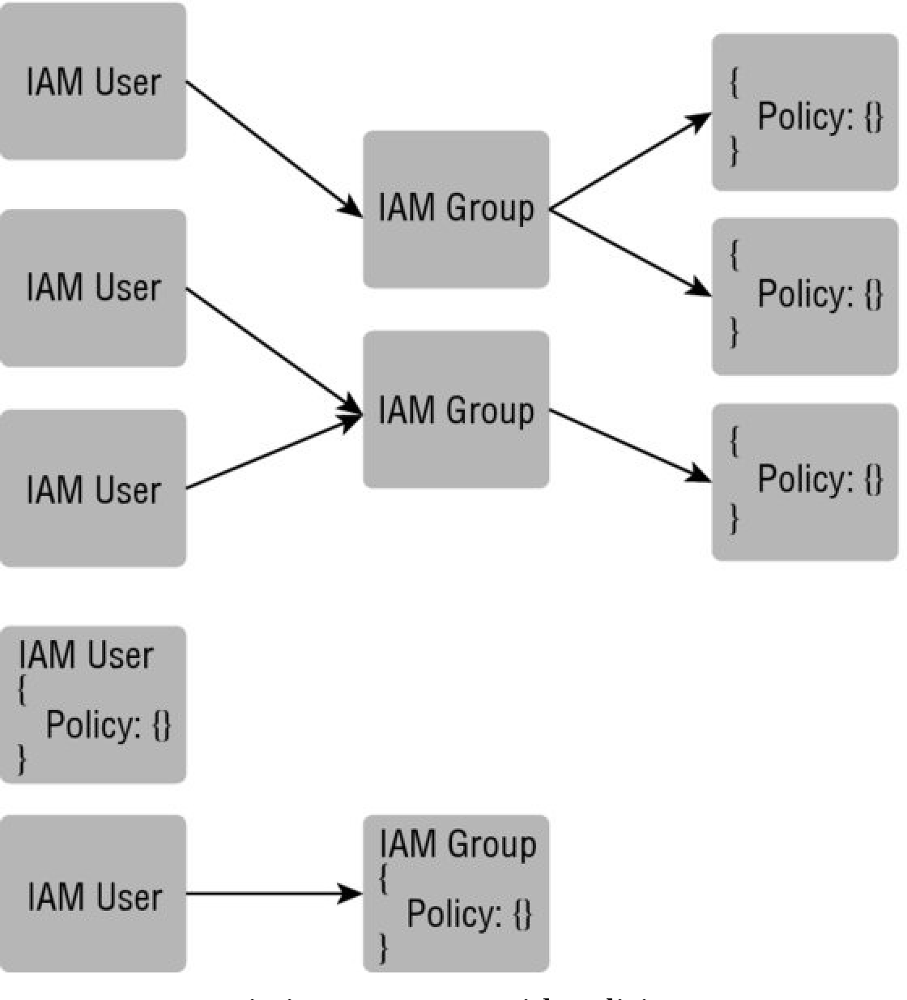 IAM User
IAM Group
{
Policy: {}
}
IAM User
{
Policy: {}
}
IAM Group
IAM User
{
Policy: {}
}
IAM User
{
Policy: {}
}
IAM User
IAM Group
{
Policy: {}
}